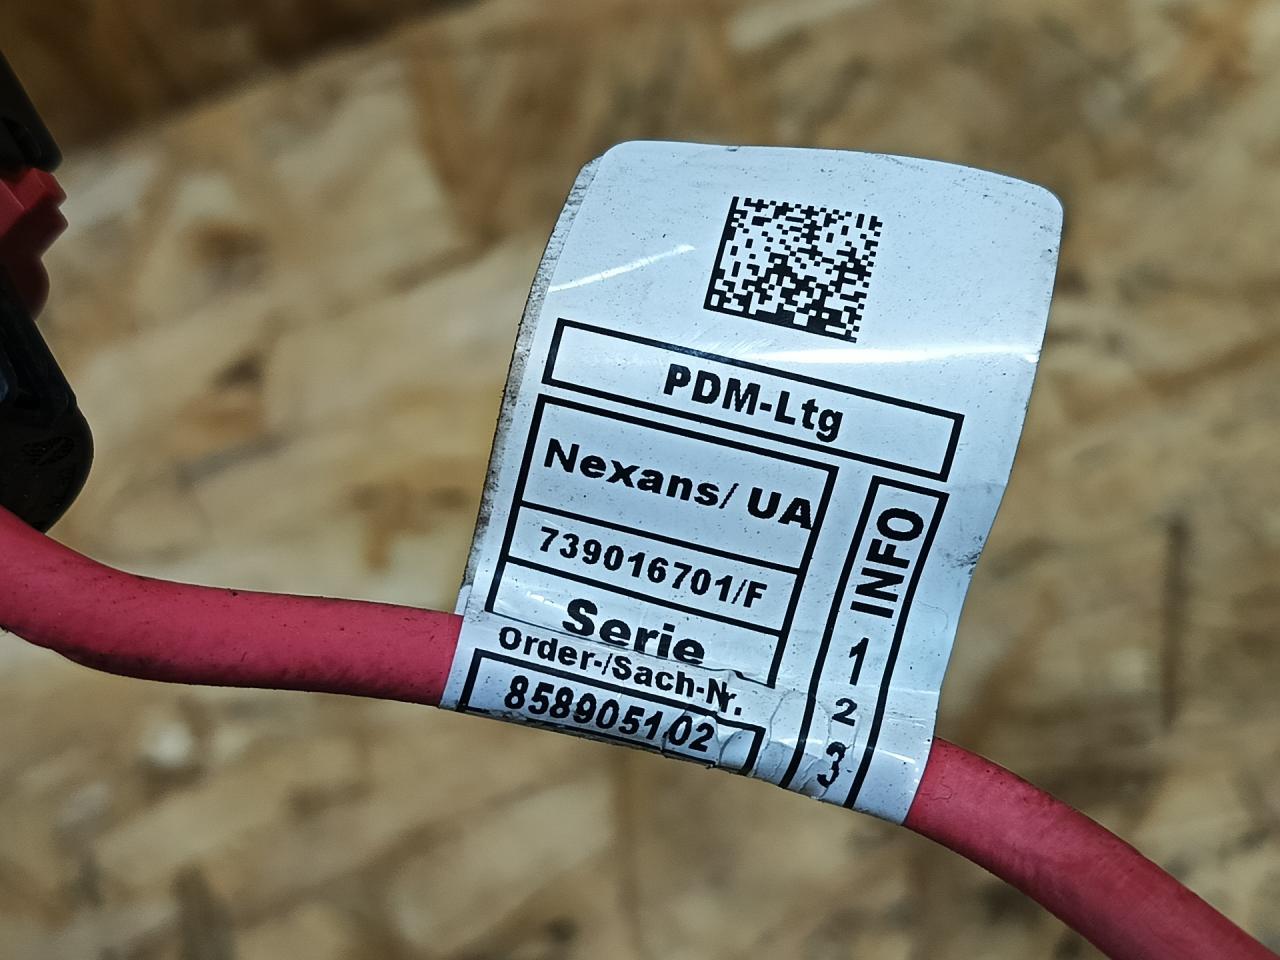 PDM-Ltg
Nexans/ UA
739016701/F
Serie
Order-/Sach-Nr.
858905102
INFO
1
2
3